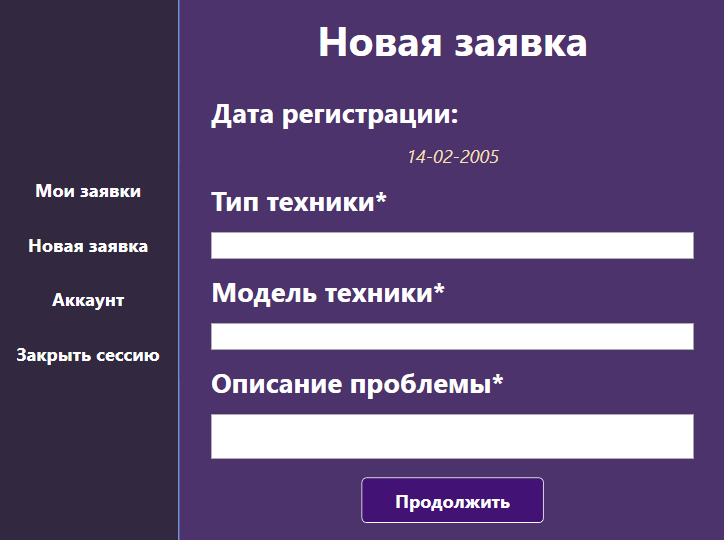 Мои заявки
Новая заявка
Аккаунт
Закрыть сессию
Новая заявка
Дата регистрации:
14-02-2005
Тип техники*
Модель техники*
Описание проблемы*
Продолжить